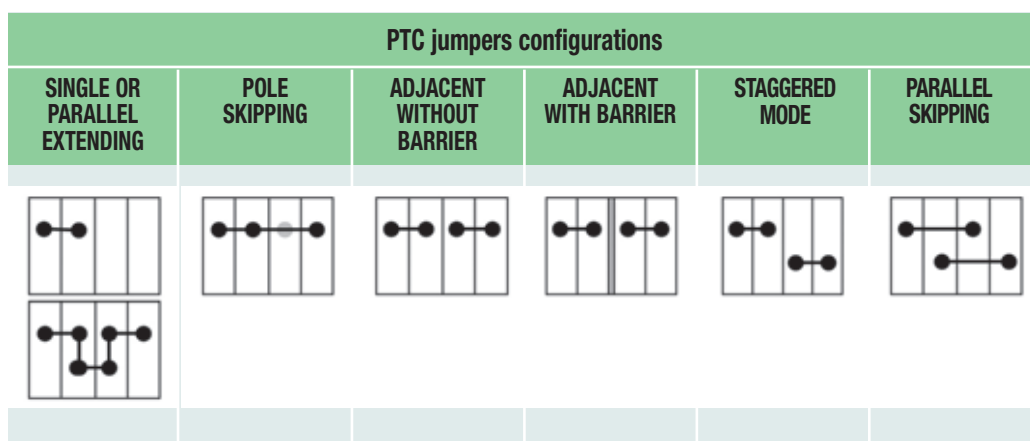 PTC jumpers configurations
SINGLE OR
PARALLEL
EXTENDING
POLE
SKIPPING
ADJACENT
WITHOUT
BARRIER
ADJACENT
WITH BARRIER
STAGGERED
MODE
PARALLEL
SKIPPING